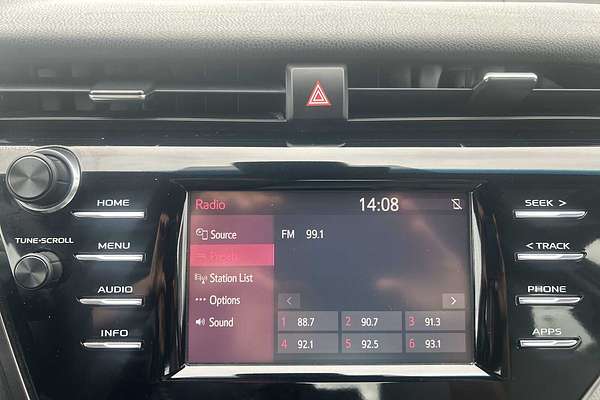 HOME
TUNE•SCROLL
MENU
AUDIO
INFO
Radio
14:08
Source
Presets
Station List
Options
Sound
FM 99.1
1 88.7
2 90.7
3 91.3
4 92.1
5 92.5
6 93.1
SEEK >
< TRACK
PHONE
APPS